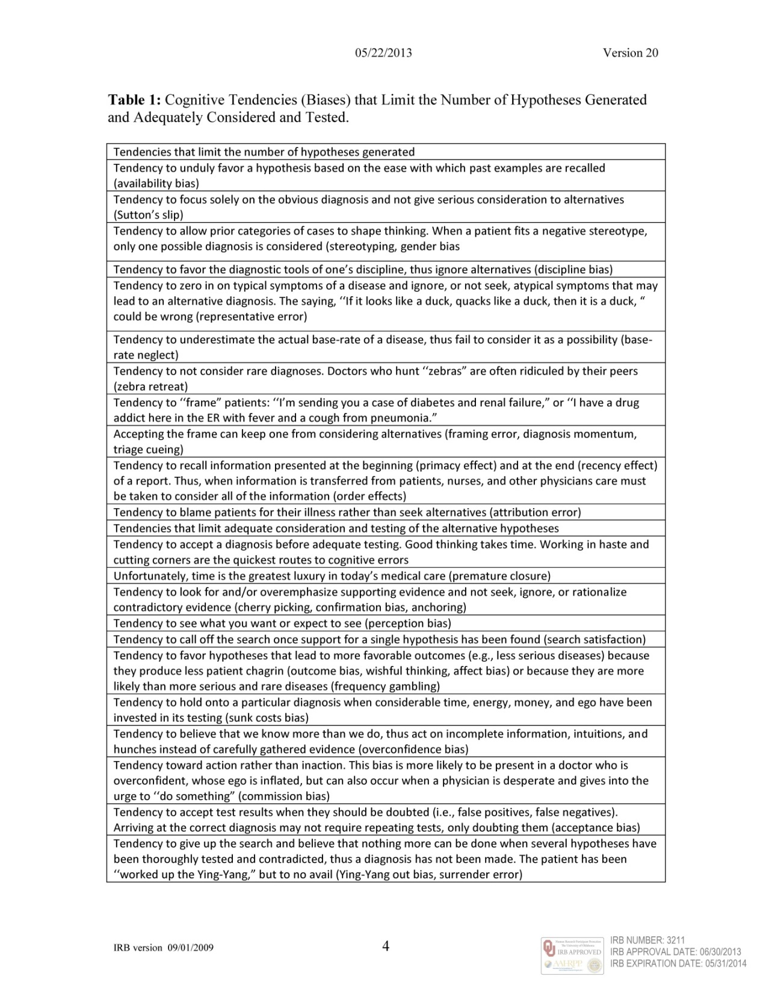 05/22/2013 Version 20
Table 1: Cognitive Tendencies (Biases) that Limit the Number of Hypotheses Generated
and Adequately Considered and Tested.
Tendencies that limit the number of hypotheses generated
Tendency to unduly favor a hypothesis based on the ease with which past examples are recalled
(availability bias)
Tendency to focus solely on the obvious diagnosis and not give serious consideration to alternatives
(Sutton’s slip)
Tendency to allow prior categories of cases to shape thinking. When a patient fits a negative stereotype,
only one possible diagnosis is considered (stereotyping, gender bias
Tendency to favor the diagnostic tools of one’s discipline, thus ignore alternatives (discipline bias)
Tendency to zero in on typical symptoms of a disease and ignore, or not seek, atypical symptoms that may
lead to an alternative diagnosis. The saying, ‘‘If it looks like a duck, quacks like a duck, then it is a duck, “
could be wrong (representative error)
Tendency to underestimate the actual base-rate of a disease, thus fail to consider it as a possibility (base-
rate neglect)
Tendency to not consider rare diagnoses. Doctors who hunt ‘‘zebras” are often ridiculed by their peers
(zebra retreat)
Tendency to ‘‘frame” patients: ‘‘I’m sending you a case of diabetes and renal failure,” or ‘‘I have a drug
addict here in the ER with fever and a cough from pneumonia.”
Accepting the frame can keep one from considering alternatives (framing error, diagnosis momentum,
triage cueing)
Tendency to recall information presented at the beginning (primacy effect) and at the end (recency effect)
of a report. Thus, when information is transferred from patients, nurses, and other physicians care must
be taken to consider all of the information (order effects)
Tendency to blame patients for their illness rather than seek alternatives (attribution error)
Tendencies that limit adequate consideration and testing of the alternative hypotheses
Tendency to accept a diagnosis before adequate testing. Good thinking takes time. Working in haste and
cutting corners are the quickest routes to cognitive errors
Unfortunately, time is the greatest luxury in today’s medical care (premature closure)
Tendency to look for and/or overemphasize supporting evidence and not seek, ignore, or rationalize
contradictory evidence (cherry picking, confirmation bias, anchoring)
Tendency to see what you want or expect to see (perception bias)
Tendency to call off the search once support for a single hypothesis has been found (search satisfaction)
Tendency to favor hypotheses that lead to more favorable outcomes (e.g., less serious diseases) because
they produce less patient chagrin (outcome bias, wishful thinking, affect bias) or because they are more
likely than more serious and rare diseases (frequency gambling)
Tendency to hold onto a particular diagnosis when considerable time, energy, money, and ego have been
invested in its testing (sunk costs bias)
Tendency to believe that we know more than we do, thus act on incomplete information, intuitions, and
hunches instead of carefully gathered evidence (overconfidence bias)
Tendency toward action rather than inaction. This bias is more likely to be present in a doctor who is
overconfident, whose ego is inflated, but can also occur when a physician is desperate and gives into the
urge to ‘‘do something” (commission bias)
Tendency to accept test results when they should be doubted (i.e., false positives, false negatives).
Arriving at the correct diagnosis may not require repeating tests, only doubting them (acceptance bias)
Tendency to give up the search and believe that nothing more can be done when several hypotheses have
been thoroughly tested and contradicted, thus a diagnosis has not been made. The patient has been
‘‘worked up the Ying-Yang,” but to no avail (Ying-Yang out bias, surrender error)
IRB version 09/01/2009 4
Human Research Participant Protection
The University of Oklahoma
IRB APPROVED
AAHRPP
IRB NUMBER: 3211
IRB APPROVAL DATE: 06/30/2013
IRB EXPIRATION DATE: 05/31/2014